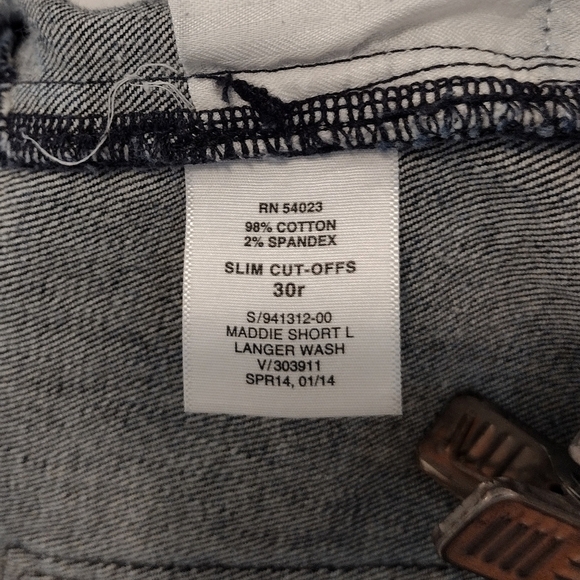 RN 54023
98% COTTON
2% SPANDEX
SLIM CUT-OFFS
30r
S/941312-00
MADDIE SHORT L
LANGER WASH
V/303911
SPR14, 01/14